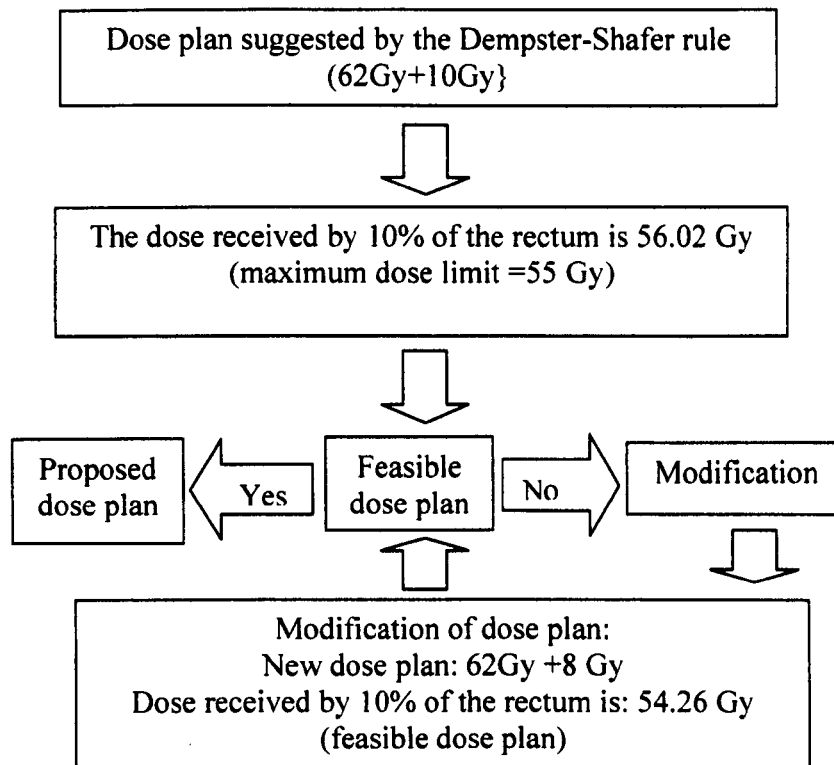 Dose plan suggested by the Dempster-Shafer rule
(62Gy+10Gy}
The dose received by 10% of the rectum is 56.02 Gy
(maximum dose limit =55 Gy)
Proposed
dose plan
Yes
Feasible
dose plan
No
Modification
Modification of dose plan:
New dose plan: 62Gy +8 Gy
Dose received by 10% of the rectum is: 54.26 Gy
(feasible dose plan)